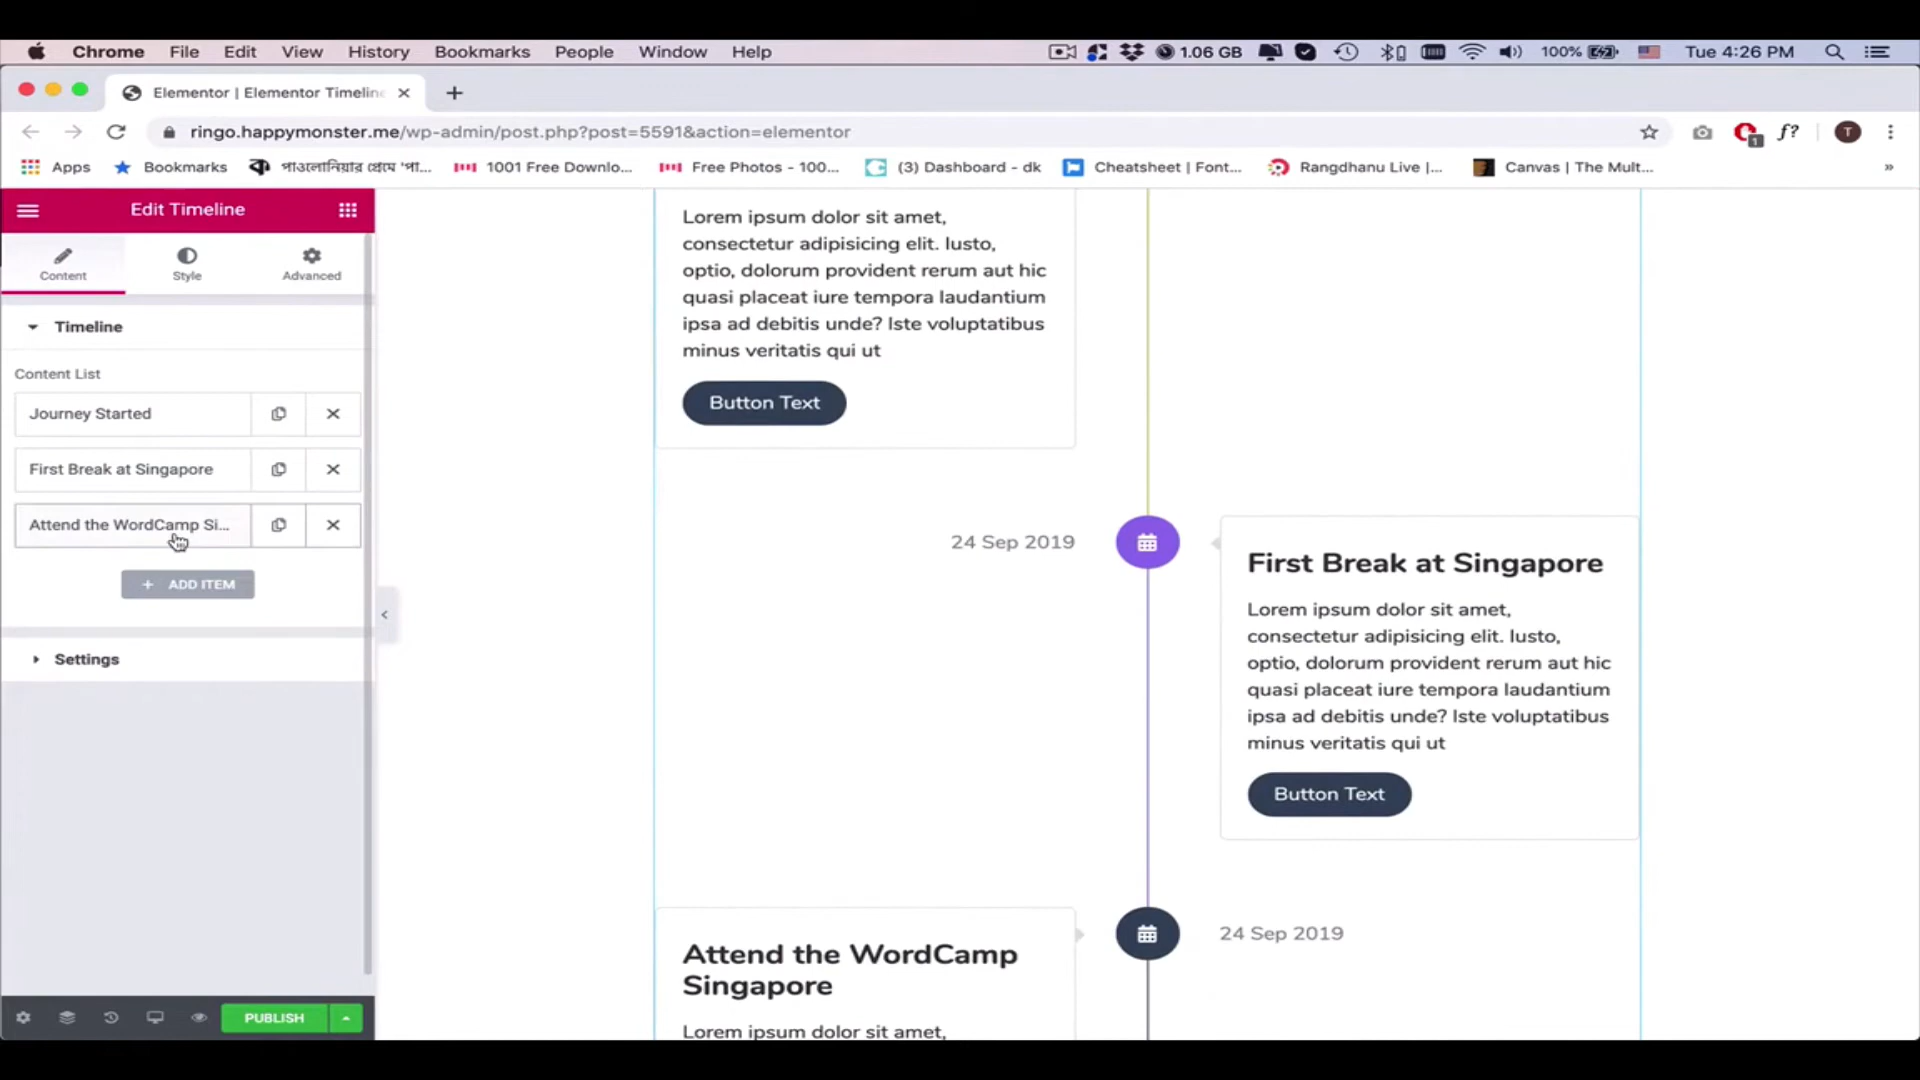 Chrome File Edit View History Bookmarks People Window Help 1.06 GB 100% Tue 4:26 PM
Elementor | Elementor Timeline
ringo.happymonster.me/wp-admin/post.php?post=5591&action=elementor
1 f? T
Apps Bookmarks পাওলোনিয়ার প্রেমে 'পা... 1001 Free Downlo... Free Photos - 100... (3) Dashboard - dk Cheatsheet | Font... Rangdhanu Live |... Canvas | The Mult... »
Edit Timeline
Content Style Advanced
Timeline
Content List
Journey Started
First Break at Singapore
Attend the WordCamp Si...
+ ADD ITEM
Settings
PUBLISH
Lorem ipsum dolor sit amet,
consectetur adipisicing elit. Iusto,
optio, dolorum provident rerum aut hic
quasi placeat iure tempora laudantium
ipsa ad debitis unde? Iste voluptatibus
minus veritatis qui ut
Button Text
24 Sep 2019
First Break at Singapore
Lorem ipsum dolor sit amet,
consectetur adipisicing elit. Iusto,
optio, dolorum provident rerum aut hic
quasi placeat iure tempora laudantium
ipsa ad debitis unde? Iste voluptatibus
minus veritatis qui ut
Button Text
Attend the WordCamp
Singapore
24 Sep 2019
Lorem ipsum dolor sit amet,